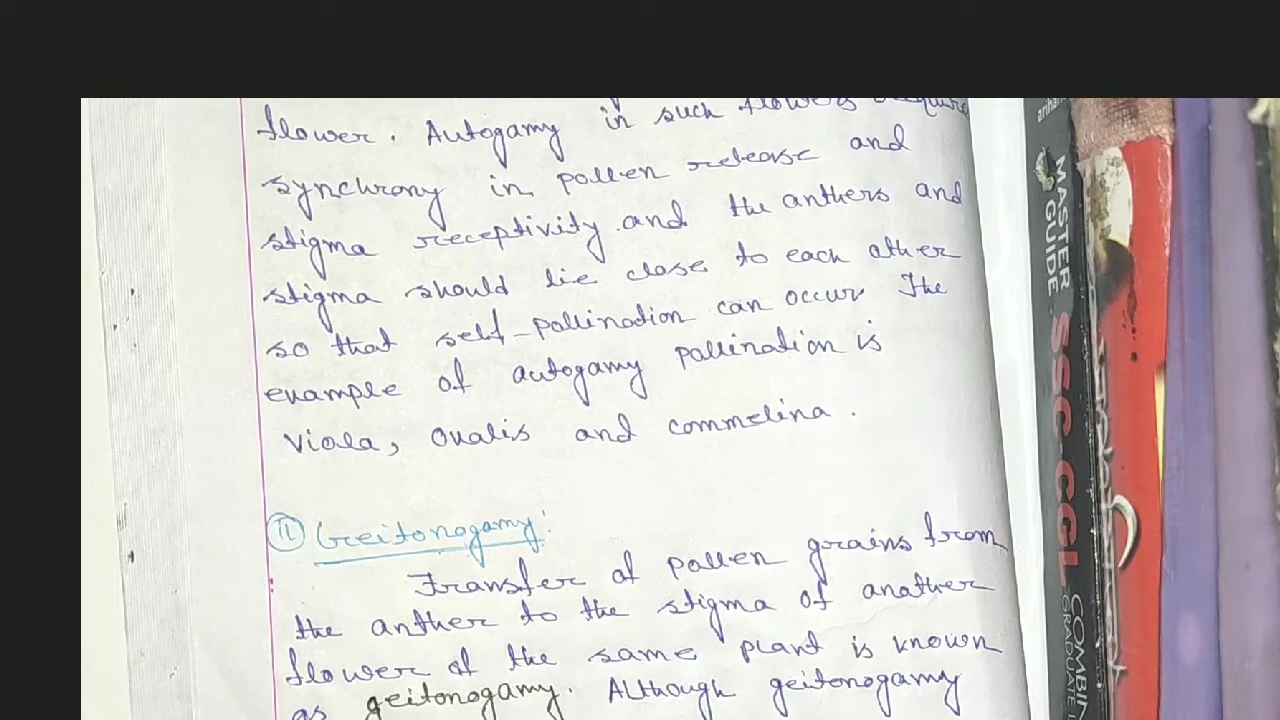 flower. Autogamy in such flowers require
synchrony in pollen release and
stigma receptivity and the anthers and
stigma should lie close to each other
so that self-pollination can occur. The
example of autogamy pollination is
Viola, Oxalis and commelina.
II Geitonogamy:
Transfer of pollen grains from
the anther to the stigma of another
flower of the same plant is known
as geitonogamy. Although geitonogamy
MASTER
GUIDE
SSC CGL